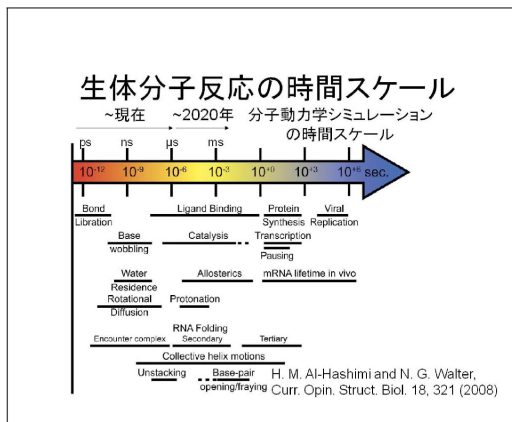 生体分子反応の時間スケール
~現在 ~2020年 分子動力学シミュレーション
の時間スケール
ps ns μs ms
10-12 10-9 10-6 10-3 10+0 10+3 10+6 sec.
Bond Ligand Binding Protein Viral
Libration Synthesis Replication
Base Catalysis Transcription
wobbling Pausing
Water Allosterics mRNA lifetime in vivo
Residence
Rotational Protonation
Diffusion
RNA Folding
Encounter complex Secondary Tertiary
Collective helix motions
Unstacking Base-pair
opening/fraying
H. M. Al-Hashimi and N. G. Walter,
Curr. Opin. Struct. Biol. 18, 321 (2008)